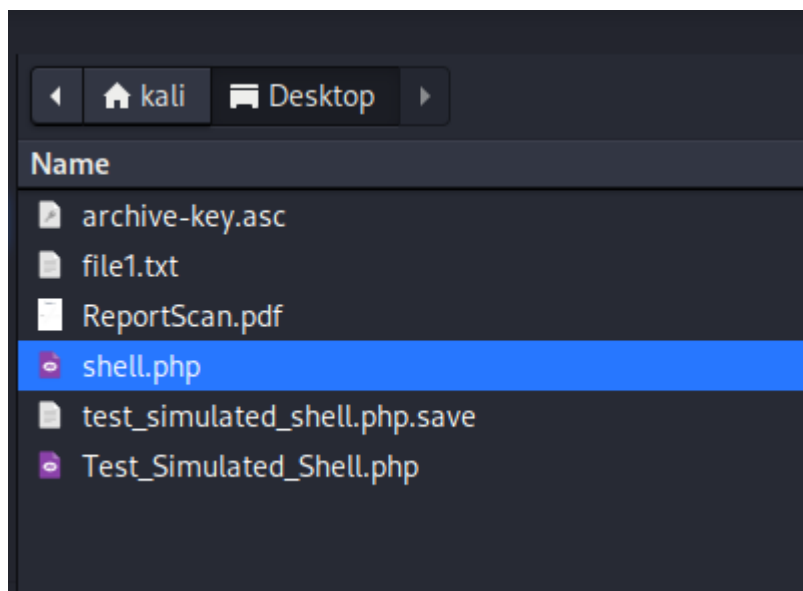 kali Desktop
Name
archive-key.asc
file1.txt
ReportScan.pdf
shell.php
test_simulated_shell.php.save
Test_Simulated_Shell.php